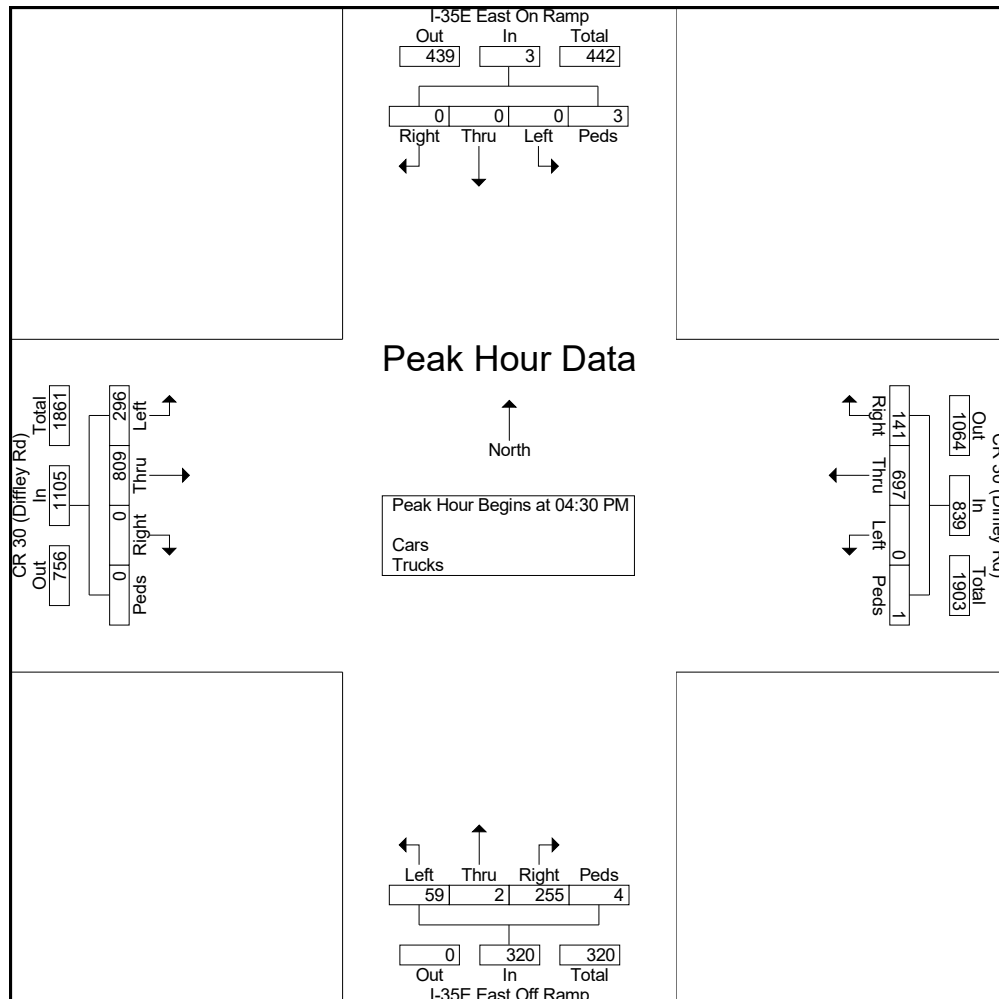 I-35E East On Ramp
Out In Total
439 3 442
0 0 0 3
Right Thru Left Peds
Peak Hour Data
North
Peak Hour Begins at 04:30 PM
Cars
Trucks
CR 30 (Diffley Rd)
Total In Out
1861 1105 756
296 809 0 0
Left Thru Right Peds
Right Thru Left Peds
141 697 0 1
1064 839 1903
Out In Total
CR 30 (Diffley Rd)
Left Thru Right Peds
59 2 255 4
0 320 320
Out In Total
I-35E East Off Ramp